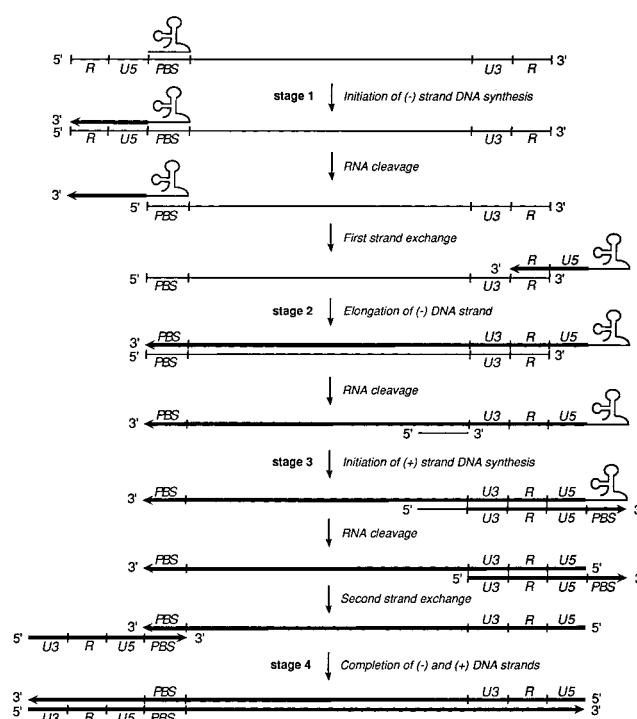 5' R U5 PBS U3 R 3'
stage 1 Initiation of (-) strand DNA synthesis
3'
5' R U5 PBS U3 R 3'
RNA cleavage
3'
5' PBS U3 R 3'
First strand exchange
3' R U5
5' PBS U3 R 3'
stage 2 Elongation of (-) DNA strand
3' PBS U3 R U5
5' PBS U3 R 3'
RNA cleavage
3' PBS U3 R U5
5' 3'
stage 3 Initiation of (+) strand DNA synthesis
3' PBS U3 R U5
5' U3 R U5 PBS 3'
RNA cleavage
3' PBS U3 R U5 5'
5' U3 R U5 PBS 3'
Second strand exchange
3' PBS U3 R U5 5'
5' U3 R U5 PBS 3'
stage 4 Completion of (-) and (+) DNA strands
3' PBS U3 R U5 5'
5' U3 R U5 PBS 3'